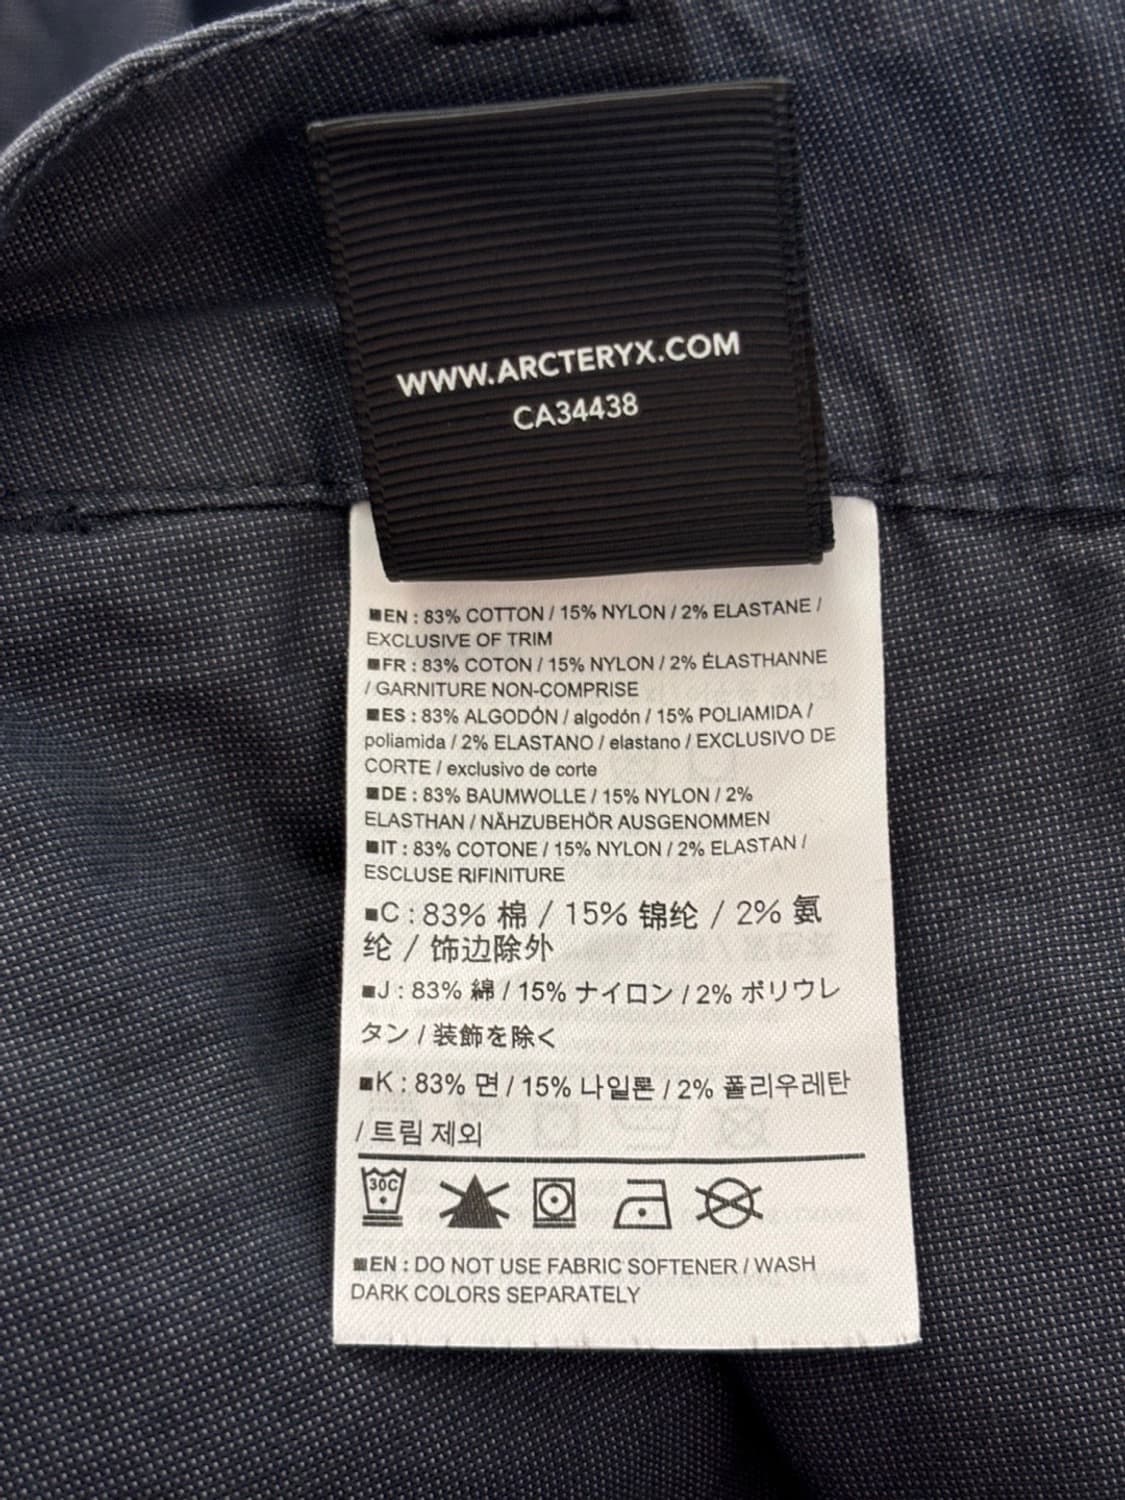 WWW.ARCTERYX.COM
CA34438
■EN : 83% COTTON / 15% NYLON / 2% ELASTANE /
EXCLUSIVE OF TRIM
■FR : 83% COTON / 15% NYLON / 2% ÉLASTHANNE
/ GARNITURE NON-COMPRISE
■ES : 83% ALGODÓN / algodón / 15% POLIAMIDA /
poliamida / 2% ELASTANO / elastano / EXCLUSIVO DE
CORTE / exclusivo de corte
■DE : 83% BAUMWOLLE / 15% NYLON / 2%
ELASTHAN / NÄHZUBEHÖR AUSGENOMMEN
■IT : 83% COTONE / 15% NYLON / 2% ELASTAN /
ESCLUSE RIFINITURE
■C : 83% 棉 / 15% 锦纶 / 2% 氨
纶 / 饰边除外
■J : 83% 綿 / 15% ナイロン / 2% ポリウレ
タン / 装飾を除く
■K : 83% 면 / 15% 나일론 / 2% 폴리우레탄
/ 트림 제외
30C
■EN : DO NOT USE FABRIC SOFTENER / WASH
DARK COLORS SEPARATELY